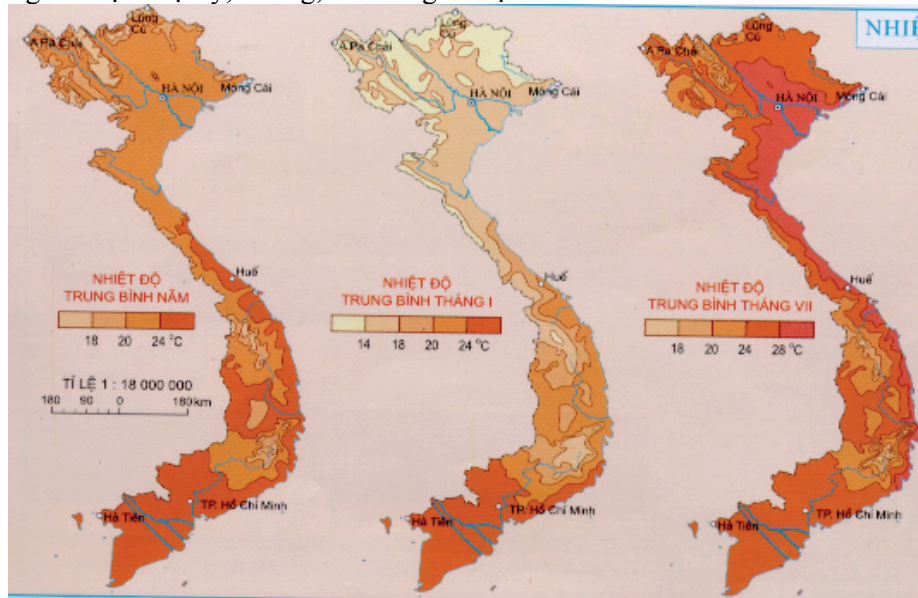 NHIỆ
Lũng
Cú
A Pa Chải
HÀ NỘI
Móng Cái
Huế
NHIỆT ĐỘ
TRUNG BÌNH NĂM
18 20 24 °C
TỈ LỆ 1 : 18 000 000
180 90 0 180km
Hà Tiên
TP. Hồ Chí Minh
Lũng
Cú
A Pa Chải
HÀ NỘI
Móng Cái
Huế
NHIỆT ĐỘ
TRUNG BÌNH THÁNG I
14 18 20 24 °C
Hà Tiên
TP. Hồ Chí Minh
Lũng
Cú
A Pa Chải
HÀ NỘI
Móng Cái
Huế
NHIỆT ĐỘ
TRUNG BÌNH THÁNG VII
18 20 24 28 °C
Hà Tiên
TP. Hồ Chí Minh